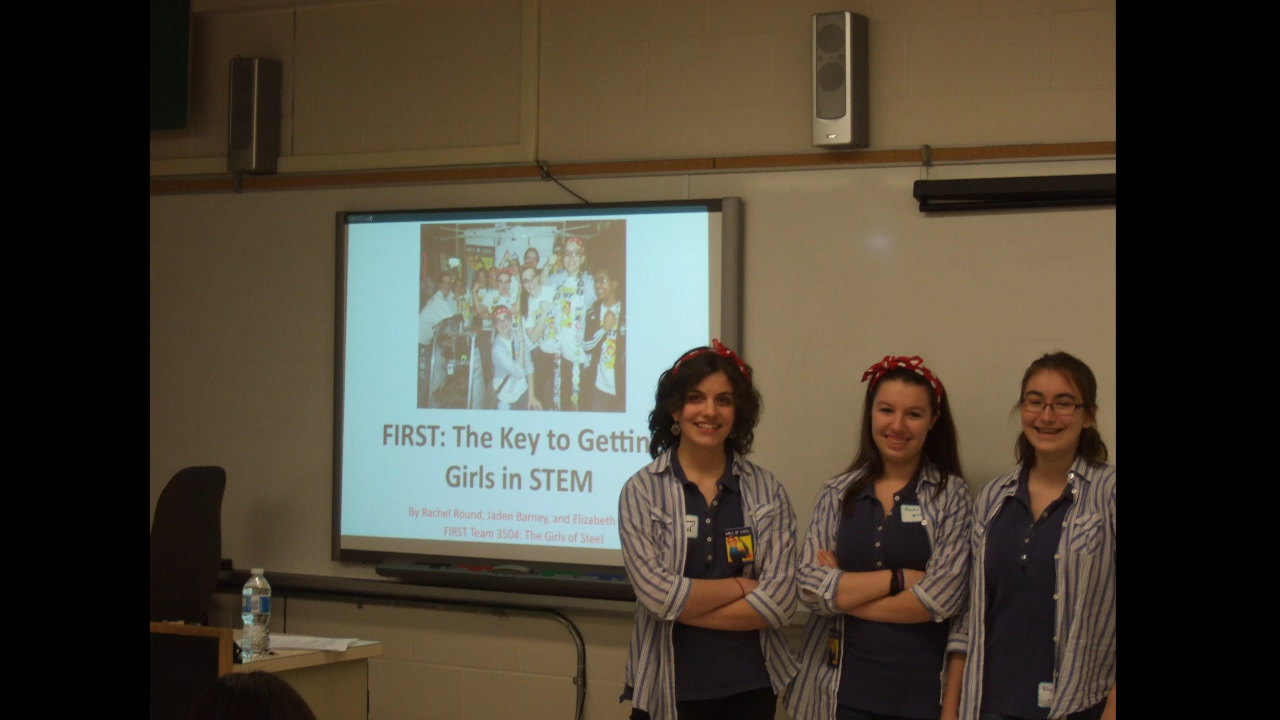 FIRST: The Key to Gettin
Girls in STEM
By Rachel Round, Jaden Barney, and Elizabeth
FIRST Team 3504: The Girls of Steel